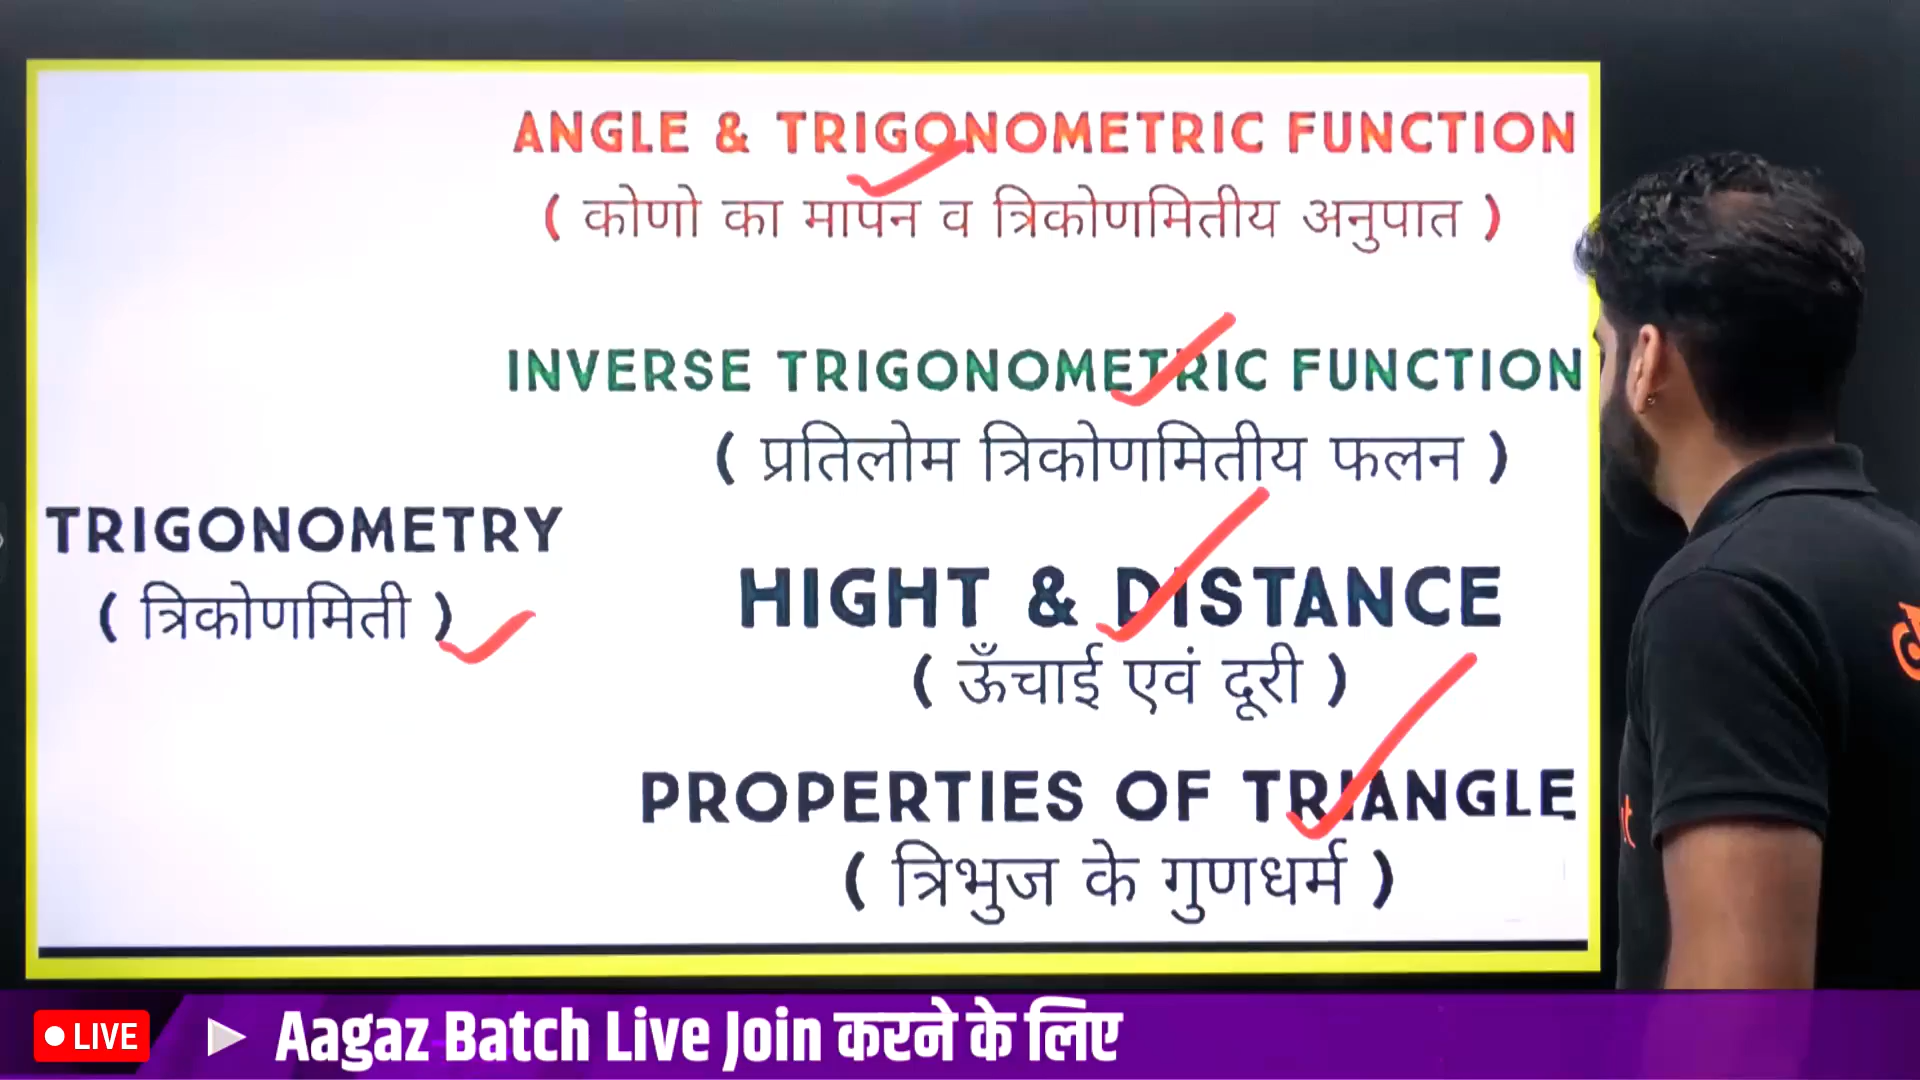 ANGLE & TRIGONOMETRIC FUNCTION
( कोणो का मापन व त्रिकोणमितीय अनुपात )
INVERSE TRIGONOMETRIC FUNCTION
( प्रतिलोम त्रिकोणमितीय फलन )
TRIGONOMETRY
( त्रिकोणमिती )
HIGHT & DISTANCE
( ऊँचाई एवं दूरी )
PROPERTIES OF TRIANGLE
( त्रिभुज के गुणधर्म )
LIVE
Aagaz Batch Live Join करने के लिए